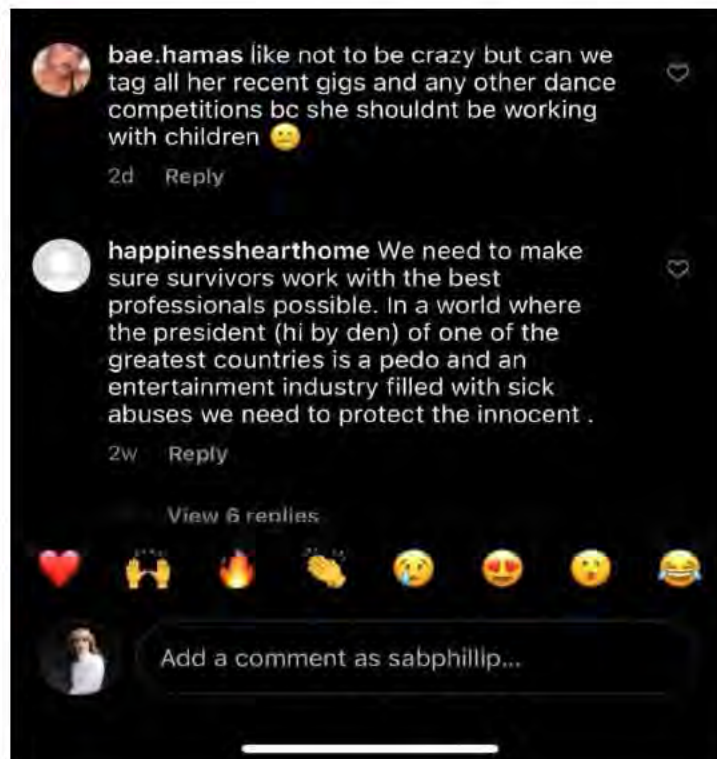 bae.hamas like not to be crazy but can we
tag all her recent gigs and any other dance
competitions bc she shouldnt be working
with children 😕
2d Reply
happinesshearthome We need to make
sure survivors work with the best
professionals possible. In a world where
the president (hi by den) of one of the
greatest countries is a pedo and an
entertainment industry filled with sick
abuses we need to protect the innocent .
2w Reply
View 6 replies
Add a comment as sabphillip...